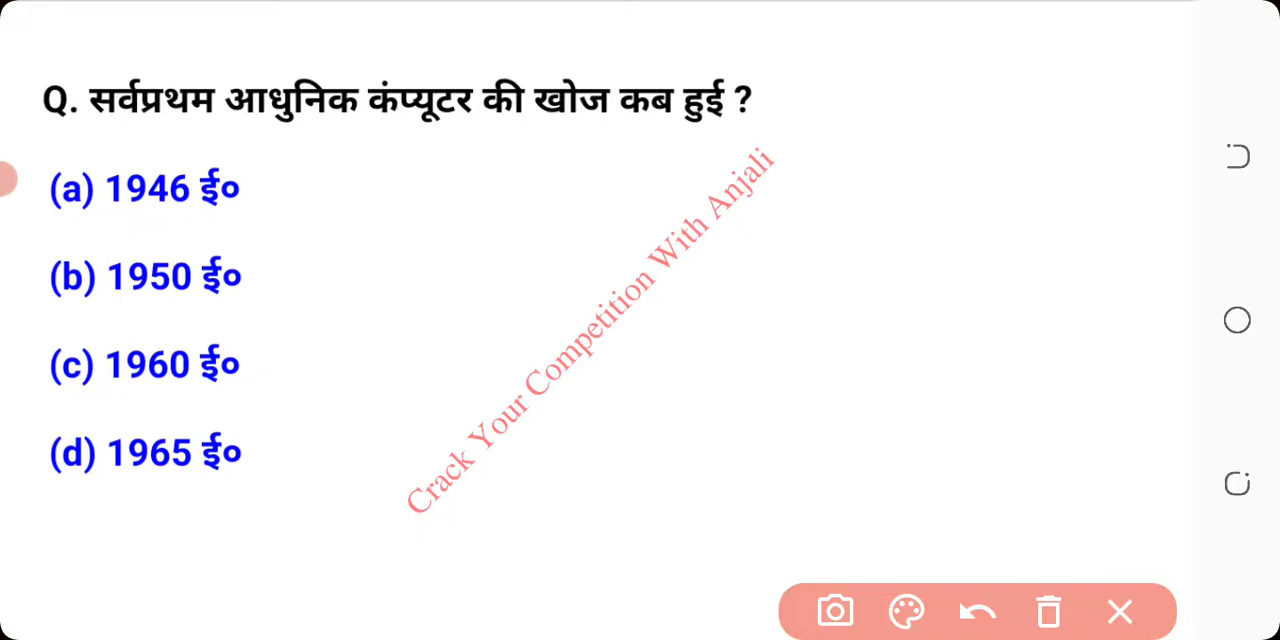 Q. सर्वप्रथम आधुनिक कंप्यूटर की खोज कब हुई ?
(a) 1946 ई०
(b) 1950 ई०
(c) 1960 ई०
(d) 1965 ई०
Crack Your Competition With Anjali